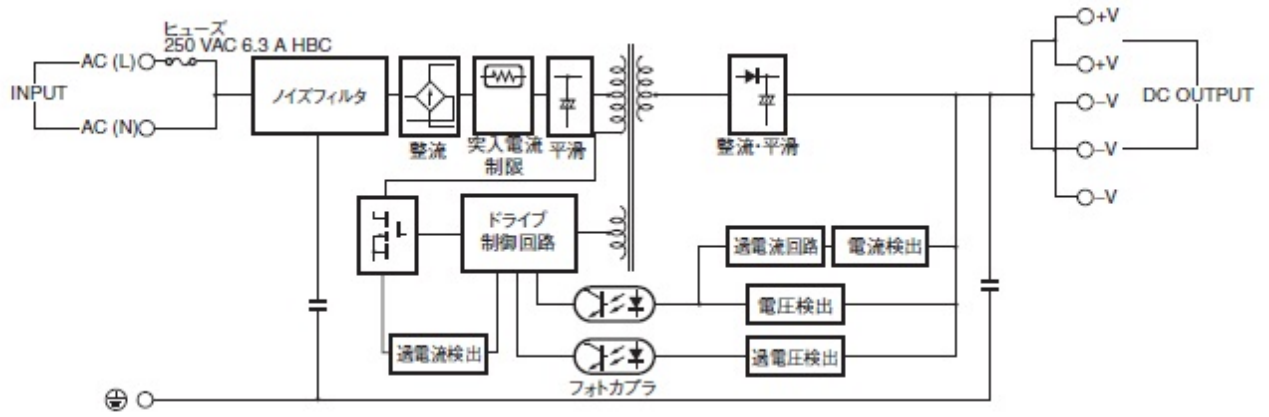 ヒューズ
250 VAC 6.3 A HBC
INPUT
AC (L)
AC (N)
ノイズフィルタ
整流
突入電流
制限
平滑
整流・平滑
+V
+V
−V
−V
−V
DC OUTPUT
ドライブ
制御回路
過電流回路
電流検出
電圧検出
過電流検出
過電圧検出
フォトカプラ